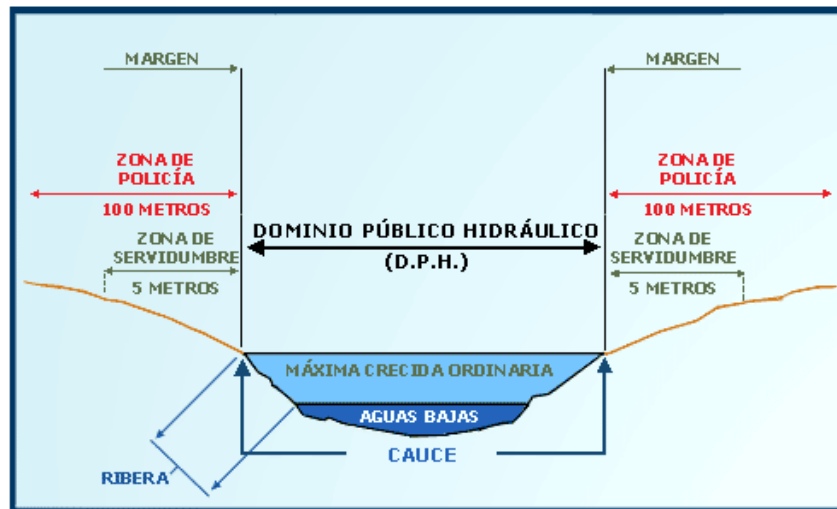 MARGEN
MARGEN
ZONA DE
POLICÍA
100 METROS
ZONA DE
POLICÍA
100 METROS
DOMINIO PÚBLICO HIDRÁULICO
(D.P.H.)
ZONA DE
SERVIDUMBRE
5 METROS
ZONA DE
SERVIDUMBRE
5 METROS
MÁXIMA CRECIDA ORDINARIA
AGUAS BAJAS
CAUCE
RIBERA